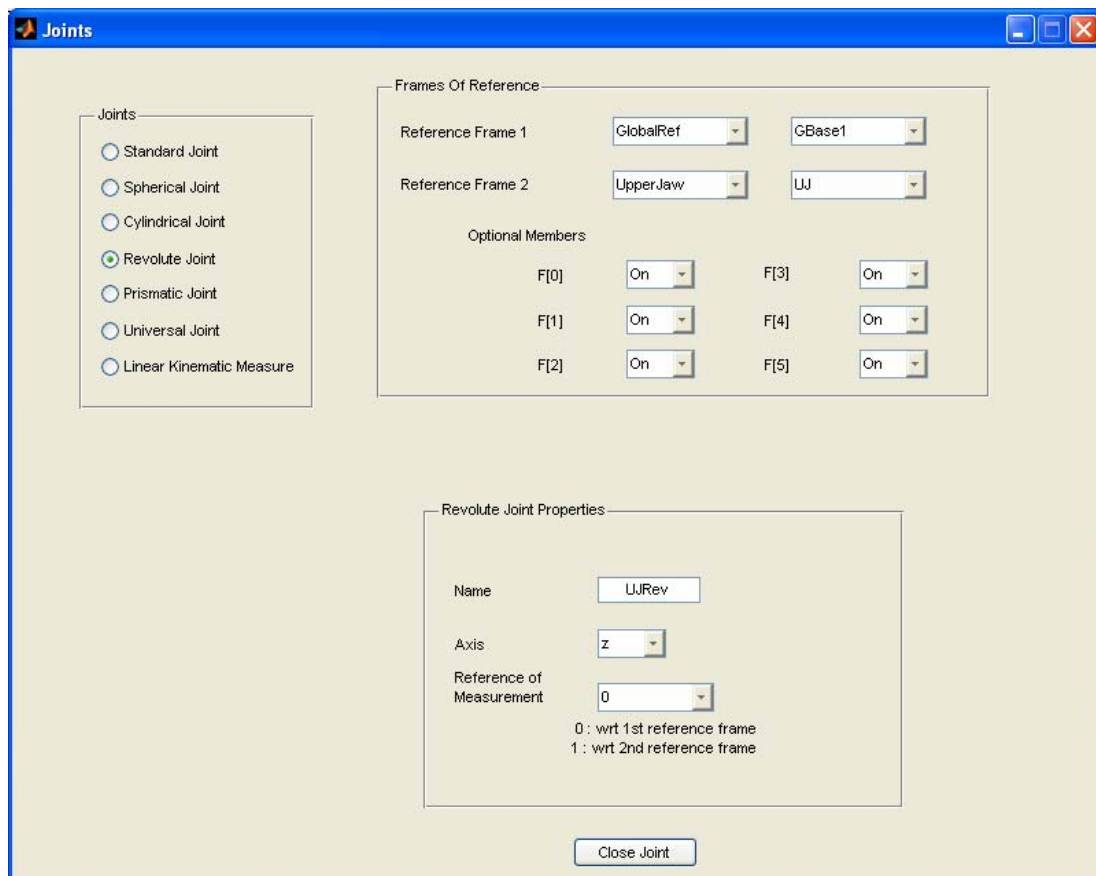 Joints
Joints
Standard Joint
Spherical Joint
Cylindrical Joint
Revolute Joint
Prismatic Joint
Universal Joint
Linear Kinematic Measure
Frames Of Reference
Reference Frame 1 GlobalRef GBase1
Reference Frame 2 UpperJaw UJ
Optional Members
F[0] On F[3] On
F[1] On F[4] On
F[2] On F[5] On
Revolute Joint Properties
Name UJRev
Axis z
Reference of
Measurement 0
0 : wrt 1st reference frame
1 : wrt 2nd reference frame
Close Joint